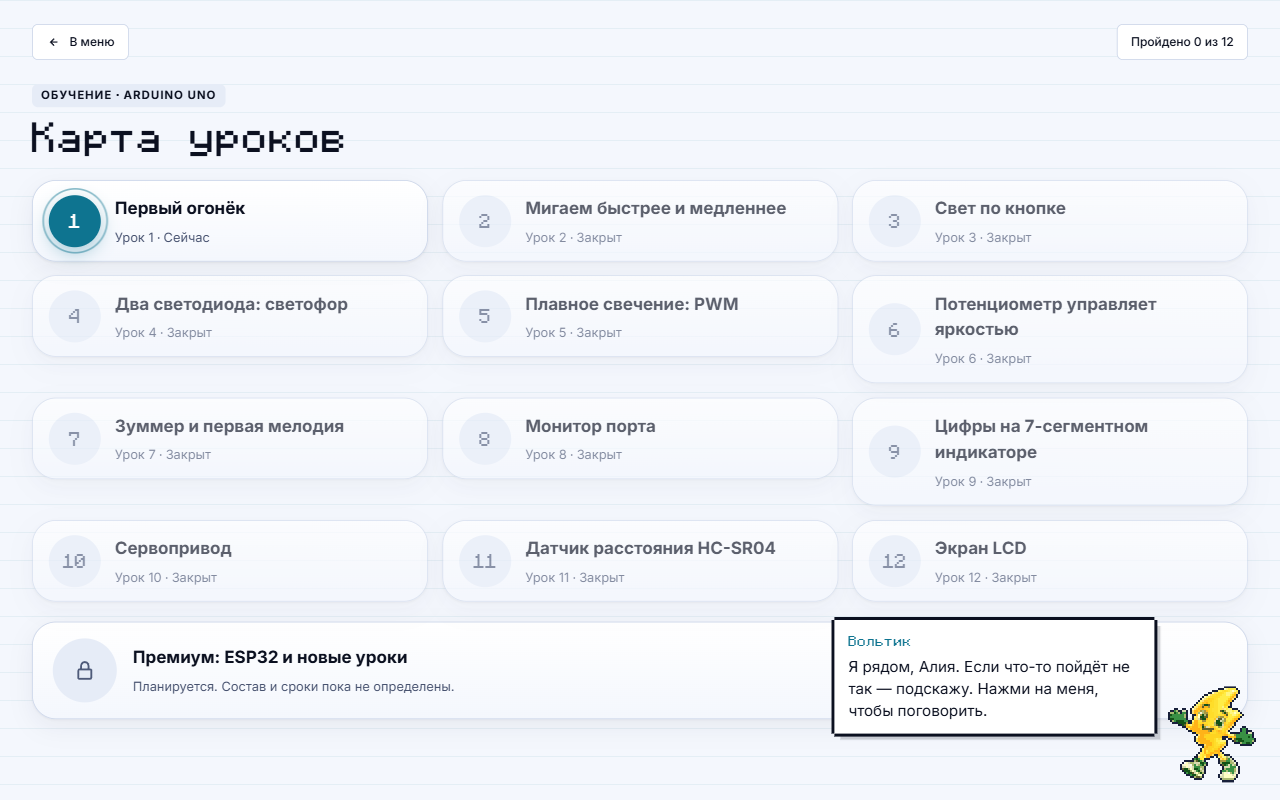 ← В меню
Пройдено 0 из 12
ОБУЧЕНИЕ · ARDUINO UNO
Карта уроков
1
Первый огонёк
Урок 1 · Сейчас
2
Мигаем быстрее и медленнее
Урок 2 · Закрыт
3
Свет по кнопке
Урок 3 · Закрыт
4
Два светодиода: светофор
Урок 4 · Закрыт
5
Плавное свечение: PWM
Урок 5 · Закрыт
6
Потенциометр управляет
яркостью
Урок 6 · Закрыт
7
Зуммер и первая мелодия
Урок 7 · Закрыт
8
Монитор порта
Урок 8 · Закрыт
9
Цифры на 7-сегментном
индикаторе
Урок 9 · Закрыт
10
Сервопривод
Урок 10 · Закрыт
11
Датчик расстояния HC-SR04
Урок 11 · Закрыт
12
Экран LCD
Урок 12 · Закрыт
Премиум: ESP32 и новые уроки
Планируется. Состав и сроки пока не определены.
Вольтик
Я рядом, Алия. Если что-то пойдёт не
так — подскажу. Нажми на меня,
чтобы поговорить.